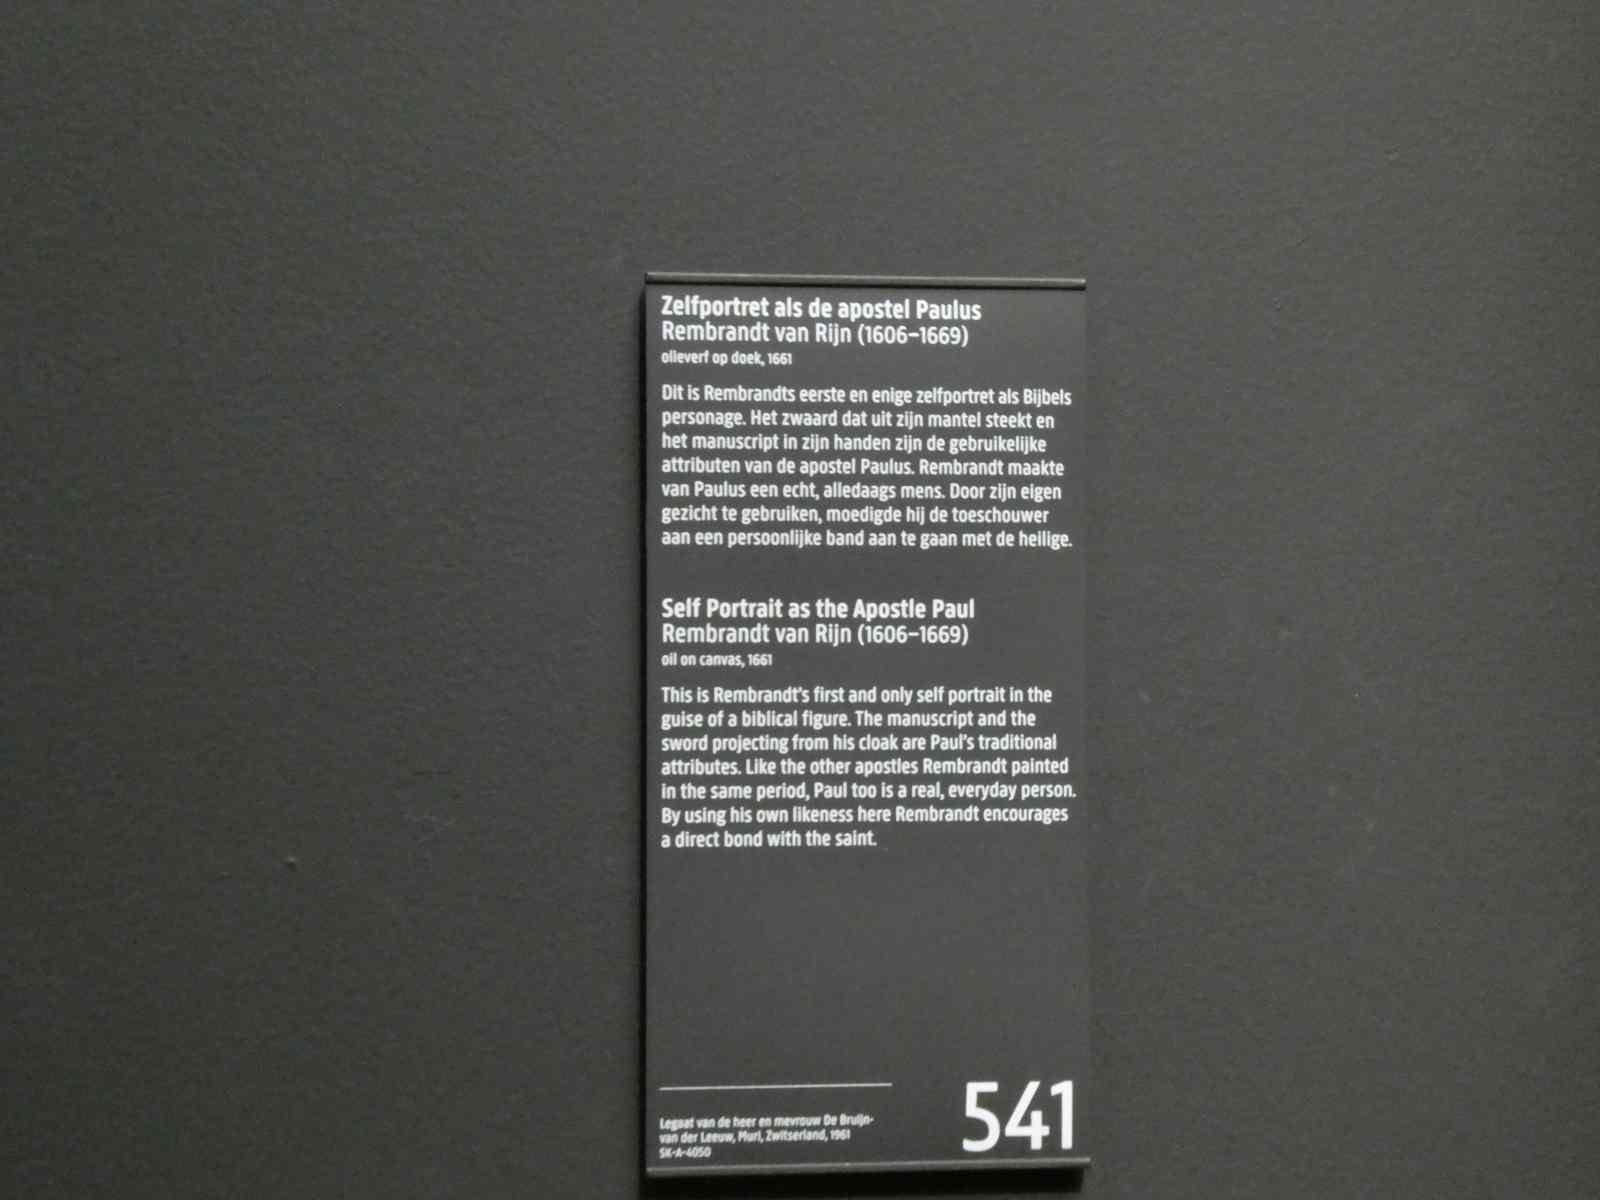 Zelfportret als de apostel Paulus
Rembrandt van Rijn (1606–1669)
olieverf op doek, 1661
Dit is Rembrandts eerste en enige zelfportret als Bijbels
personage. Het zwaard dat uit zijn mantel steekt en
het manuscript in zijn handen zijn de gebruikelijke
attributen van de apostel Paulus. Rembrandt maakte
van Paulus een echt, alledaags mens. Door zijn eigen
gezicht te gebruiken, moedigde hij de toeschouwer
aan een persoonlijke band aan te gaan met de heilige.
Self Portrait as the Apostle Paul
Rembrandt van Rijn (1606–1669)
oil on canvas, 1661
This is Rembrandt's first and only self portrait in the
guise of a biblical figure. The manuscript and the
sword projecting from his cloak are Paul's traditional
attributes. Like the other apostles Rembrandt painted
in the same period, Paul too is a real, everyday person.
By using his own likeness here Rembrandt encourages
a direct bond with the saint.
Legaat van de heer en mevrouw De Bruijn-
van der Leeuw, Muri, Zwitserland, 1961
SK-A-4050
541